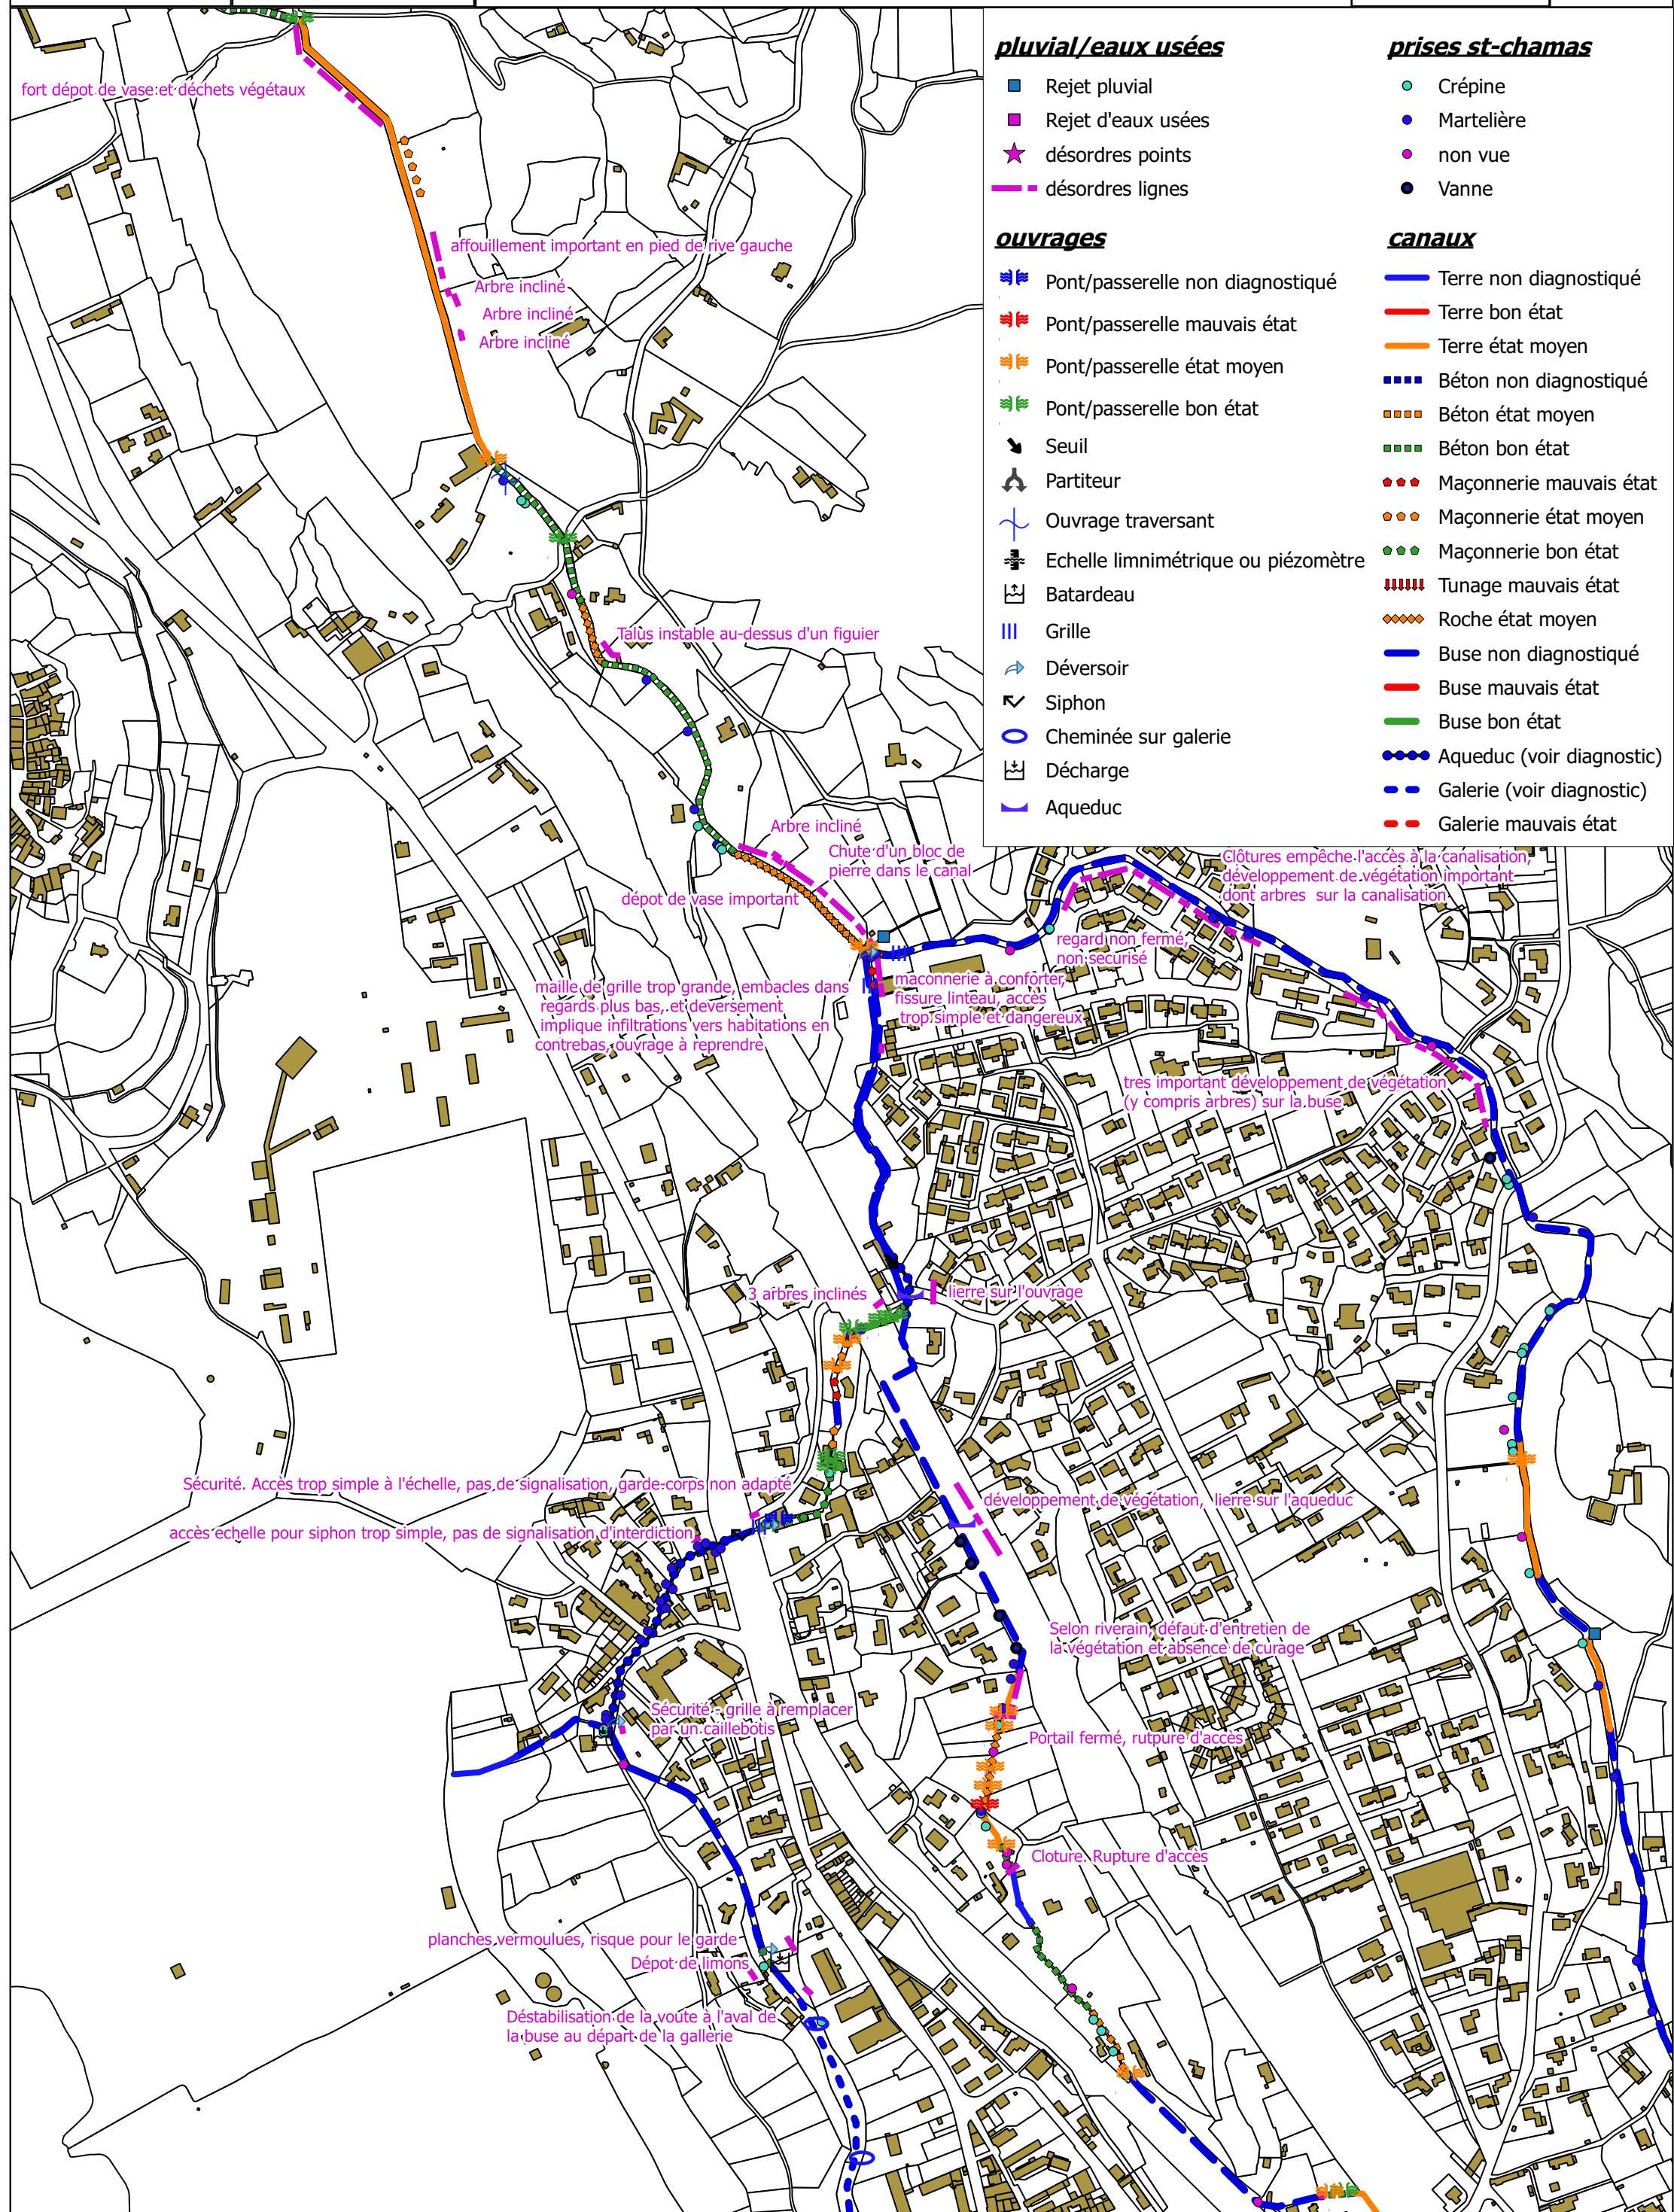 pluvial/eaux usées
Rejet pluvial
Rejet d'eaux usées
désordres points
désordres lignes
ouvrages
Pont/passerelle non diagnostiqué
Pont/passerelle mauvais état
Pont/passerelle état moyen
Pont/passerelle bon état
Seuil
Partiteur
Ouvrage traversant
Echelle limnimétrique ou piézomètre
Batardeau
Grille
Déversoir
Siphon
Cheminée sur galerie
Décharge
Aqueduc
prises st-chamas
Crépine
Martelière
non vue
Vanne
canaux
Terre non diagnostiqué
Terre bon état
Terre état moyen
Béton non diagnostiqué
Béton état moyen
Béton bon état
Maçonnerie mauvais état
Maçonnerie état moyen
Maçonnerie bon état
Tunage mauvais état
Roche état moyen
Buse non diagnostiqué
Buse mauvais état
Buse bon état
Aqueduc (voir diagnostic)
Galerie (voir diagnostic)
Galerie mauvais état
fort dépot de vase et déchets végétaux
affouillement important en pied de rive gauche
Arbre incliné
Arbre incliné
Arbre incliné
Talus instable au-dessus d'un figuier
Arbre incliné
Chute d'un bloc de
pierre dans le canal
dépot de vase important
Clôtures empêche l'accès à la canalisation,
développement de végétation important
dont arbres sur la canalisation
regard non fermé,
non securisé
maconnerie à conforter,
fissure linteau, accès
trop simple et dangereux
maille de grille trop grande, embacles dans
regards plus bas, et deversement
implique infiltrations vers habitations en
contrebas, ouvrage à reprendre
tres important développement de végétation
(y compris arbres) sur la buse
3 arbres inclinés
lierre sur l'ouvrage
Sécurité. Accès trop simple à l'échelle, pas de signalisation, garde-corps non adapté
développement de végétation, lierre sur l'aqueduc
accès echelle pour siphon trop simple, pas de signalisation d'interdiction
Selon riverain, défaut d'entretien de
la végétation et absence de curage
Sécurité - grille à remplacer
par un caillebotis
Portail fermé, rutpure d'accès
Cloture. Rupture d'accès
planches vermoulues, risque pour le garde
Dépot de limons
Déstabilisation de la voute à l'aval de
la buse au départ de la gallerie